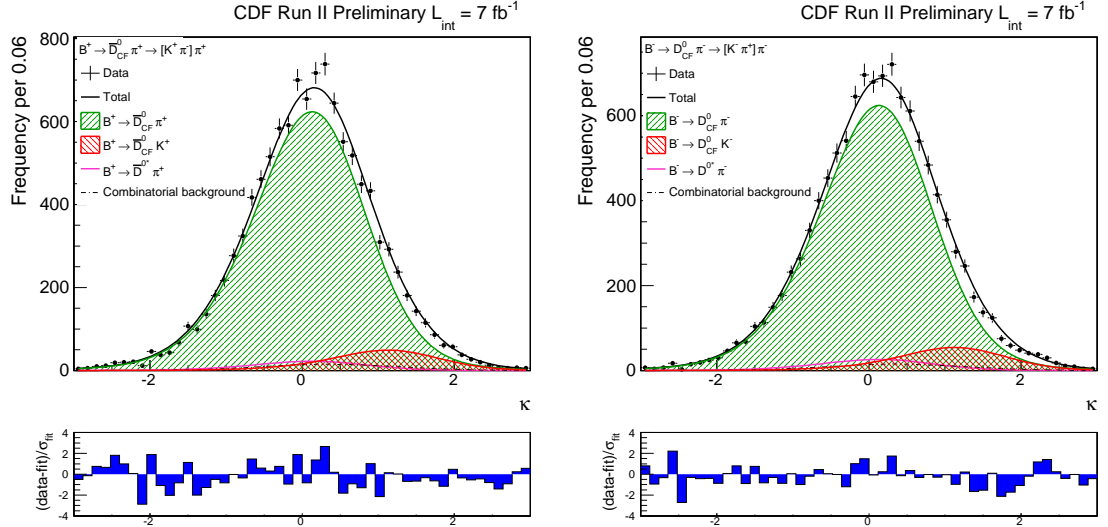 CDF Run II Preliminary L_int = 7 fb⁻¹
Frequency per 0.06
800
600
400
200
0
B⁺ → D̅⁰_CF π⁺ → [K⁺ π⁻] π⁺
Data
Total
B⁺ → D̅⁰_CF π⁺
B⁺ → D̅⁰_CF K⁺
B⁺ → D̅⁰* π⁺
Combinatorial background
-2 0 2
κ
(data-fit)/σ_fit
4
2
0
-2
-4
-2 0 2
CDF Run II Preliminary L_int = 7 fb⁻¹
Frequency per 0.06
600
400
200
0
B⁻ → D⁰_CF π⁻ → [K⁻ π⁺] π⁻
Data
Total
B⁻ → D⁰_CF π⁻
B⁻ → D⁰_CF K⁻
B⁻ → D⁰* π⁻
Combinatorial background
-2 0 2
κ
(data-fit)/σ_fit
4
2
0
-2
-4
-2 0 2